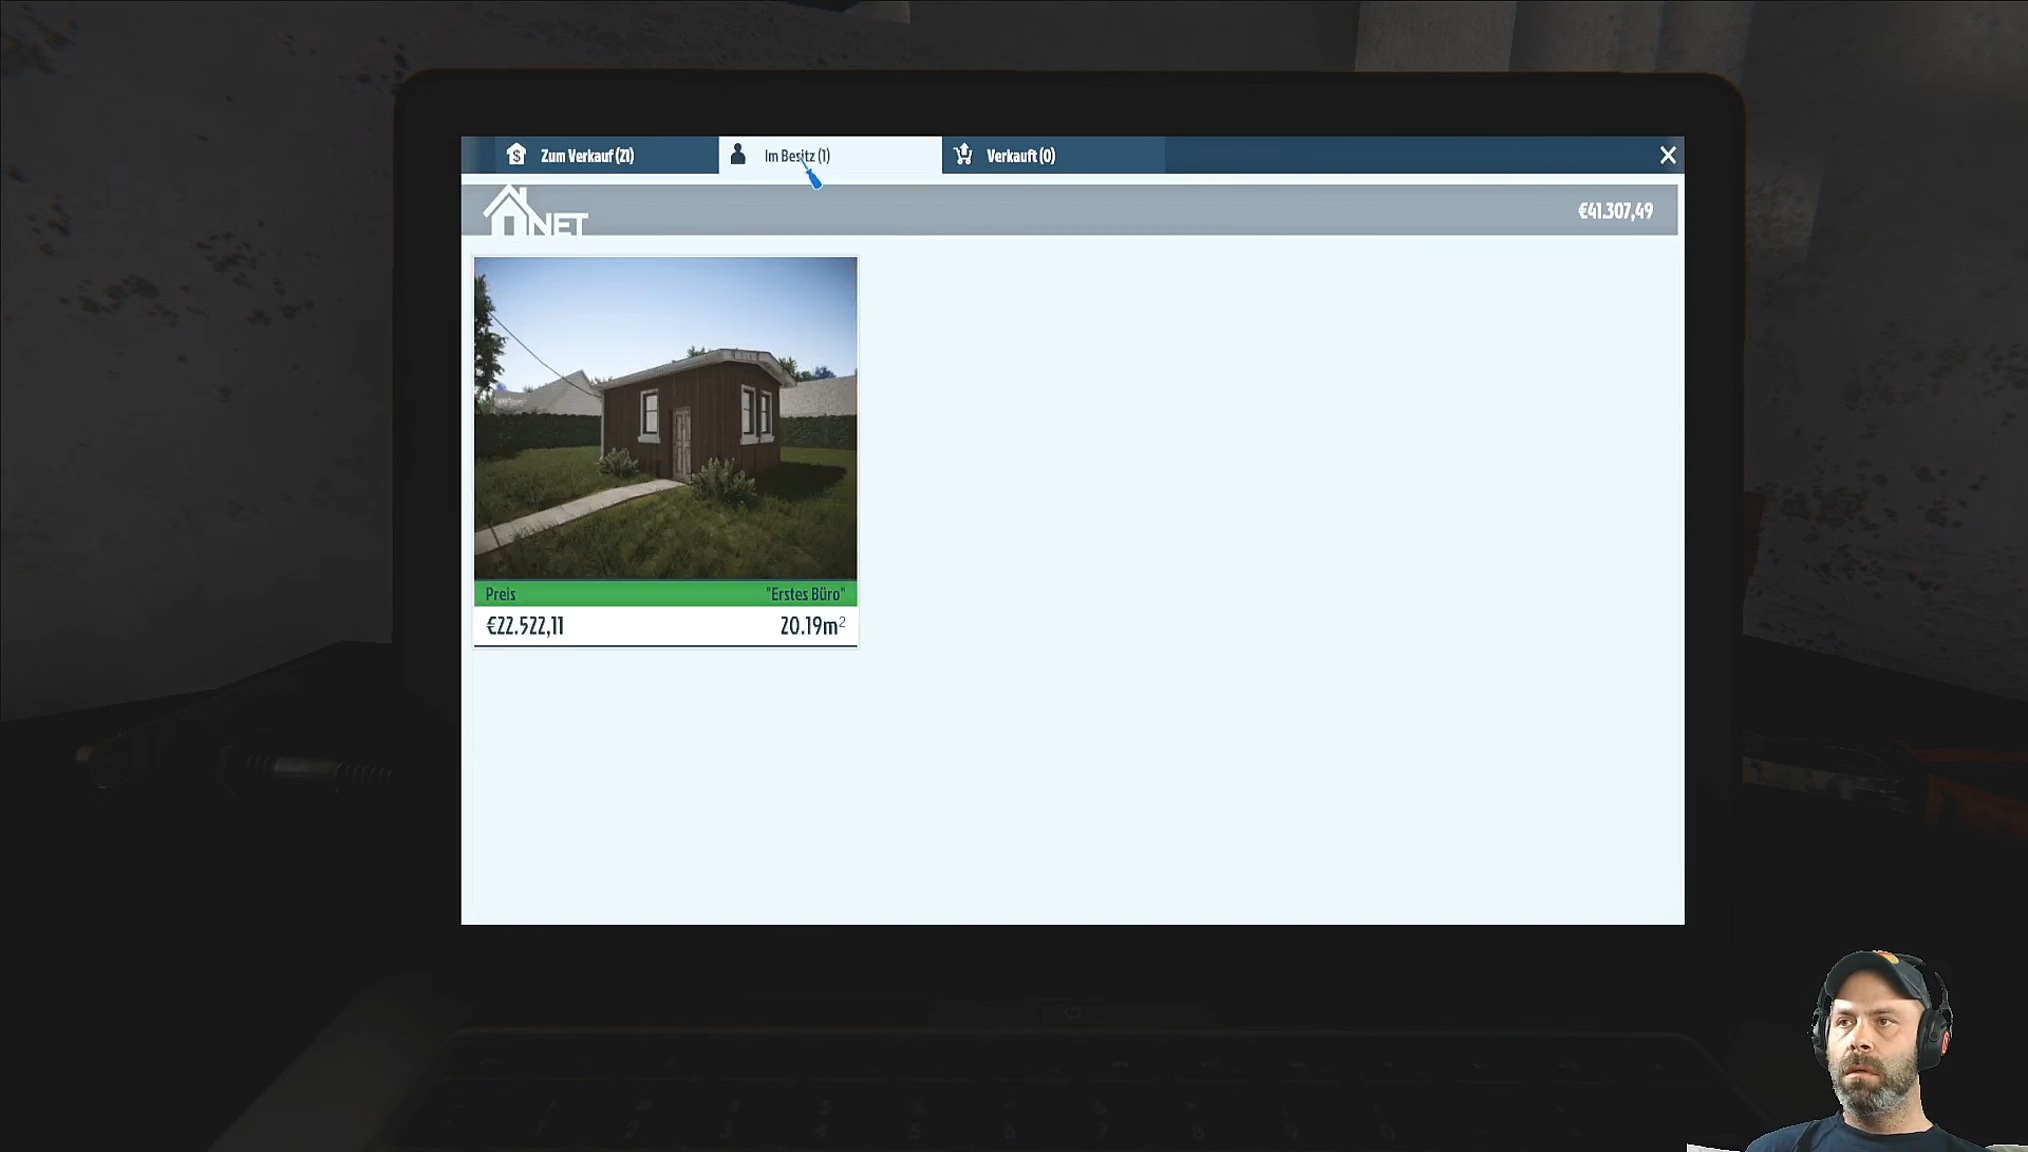 Zum Verkauf (21)
Im Besitz (1)
Verkauft (0)
NET
€41.307,49
Preis
"Erstes Büro"
€22.522,11
20.19m²